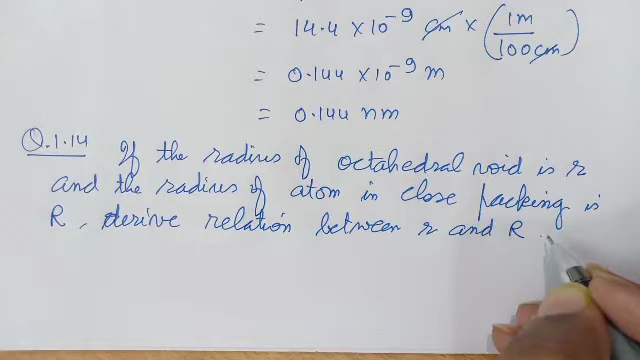 = 14.4 × 10⁻⁹ cm × (1m / 100cm)
= 0.144 × 10⁻⁹ m
= 0.144 nm
Q.1.14 If the radius of octahedral void is r
and the radius of atom in close packing is
R, derive relation between r and R.